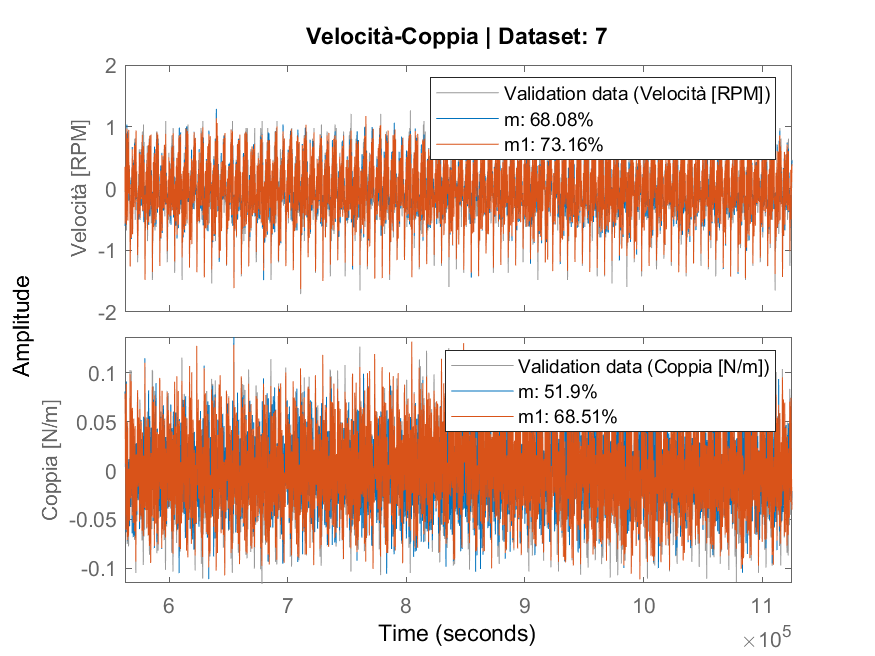 Velocità-Coppia | Dataset: 7
Amplitude
Velocità [RPM]
2
1
0
-1
-2
Validation data (Velocità [RPM])
m: 68.08%
m1: 73.16%
Coppia [N/m]
0.1
0.05
0
-0.05
-0.1
Validation data (Coppia [N/m])
m: 51.9%
m1: 68.51%
6 7 8 9 10 11
Time (seconds)
×10⁵